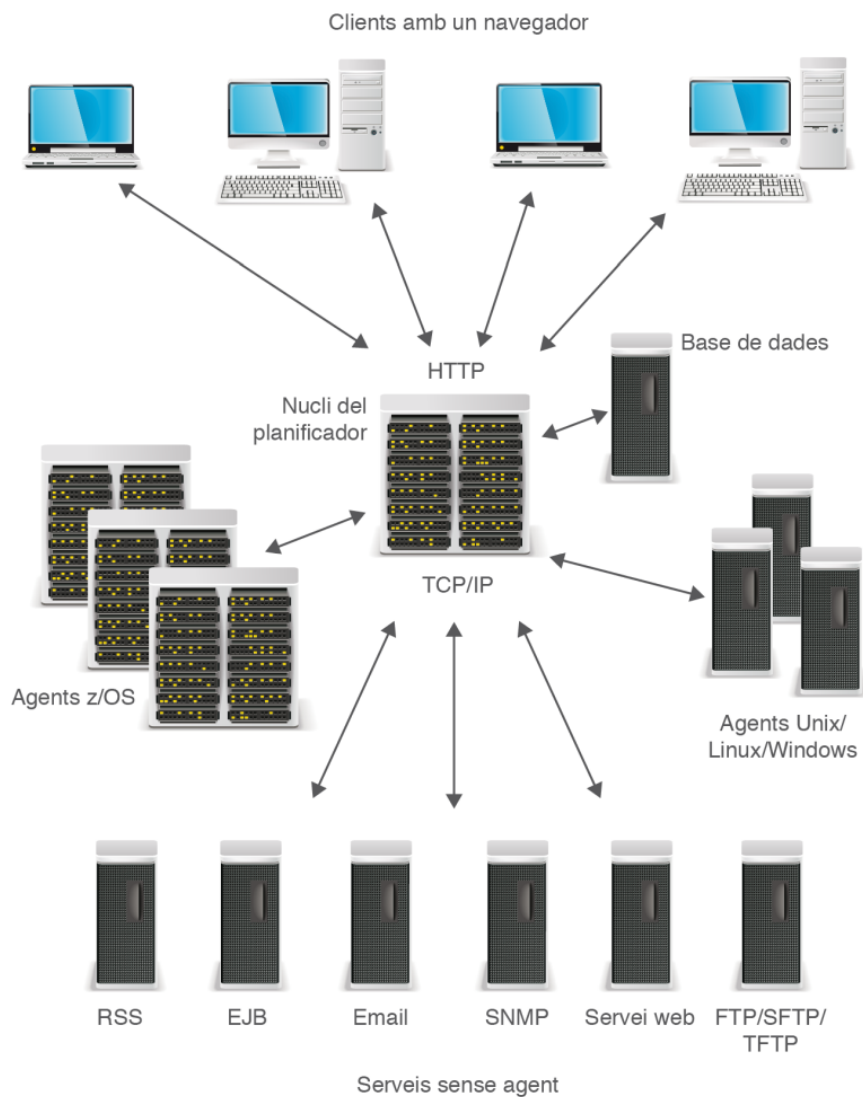 Clients amb un navegador
HTTP
Base de dades
Nucli del
planificador
TCP/IP
Agents z/OS
Agents Unix/
Linux/Windows
RSS
EJB
Email
SNMP
Servei web
FTP/SFTP/
TFTP
Serveis sense agent